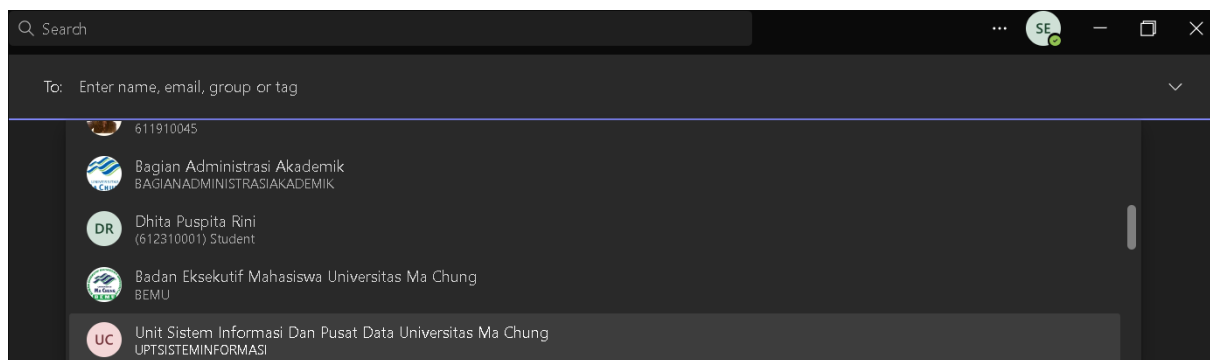 Search
SE
To: Enter name, email, group or tag
611910045
Bagian Administrasi Akademik
BAGIANADMINISTRASIAKADEMIK
DR
Dhita Puspita Rini
(612310001) Student
Badan Eksekutif Mahasiswa Universitas Ma Chung
BEMU
UC
Unit Sistem Informasi Dan Pusat Data Universitas Ma Chung
UPTSISTEMINFORMASI